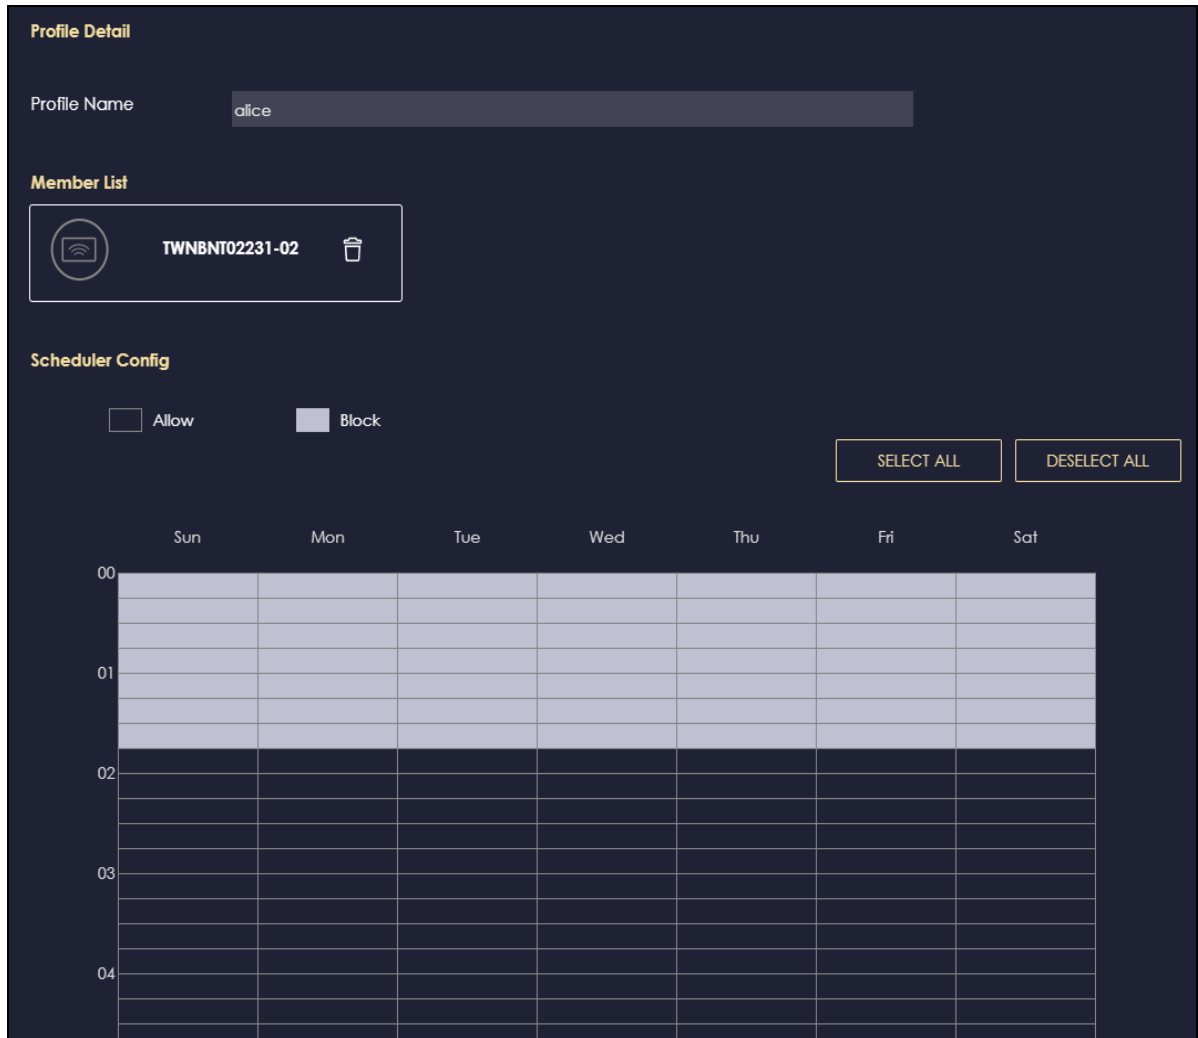 Profile Detail
Profile Name
alice
Member List
TWNBNT02231-02
Scheduler Config
Allow Block
SELECT ALL DESELECT ALL
Sun Mon Tue Wed Thu Fri Sat
00
01
02
03
04